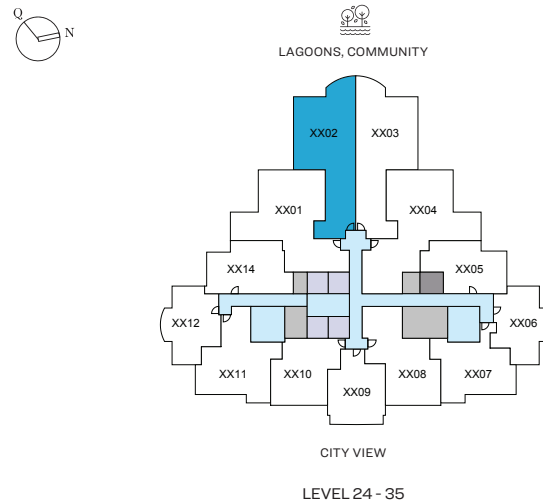 Q
N
LAGOONS, COMMUNITY
XX02 XX03
XX01 XX04
XX14 XX05
XX12 XX06
XX11 XX10 XX09 XX08 XX07
CITY VIEW
LEVEL 24 - 35